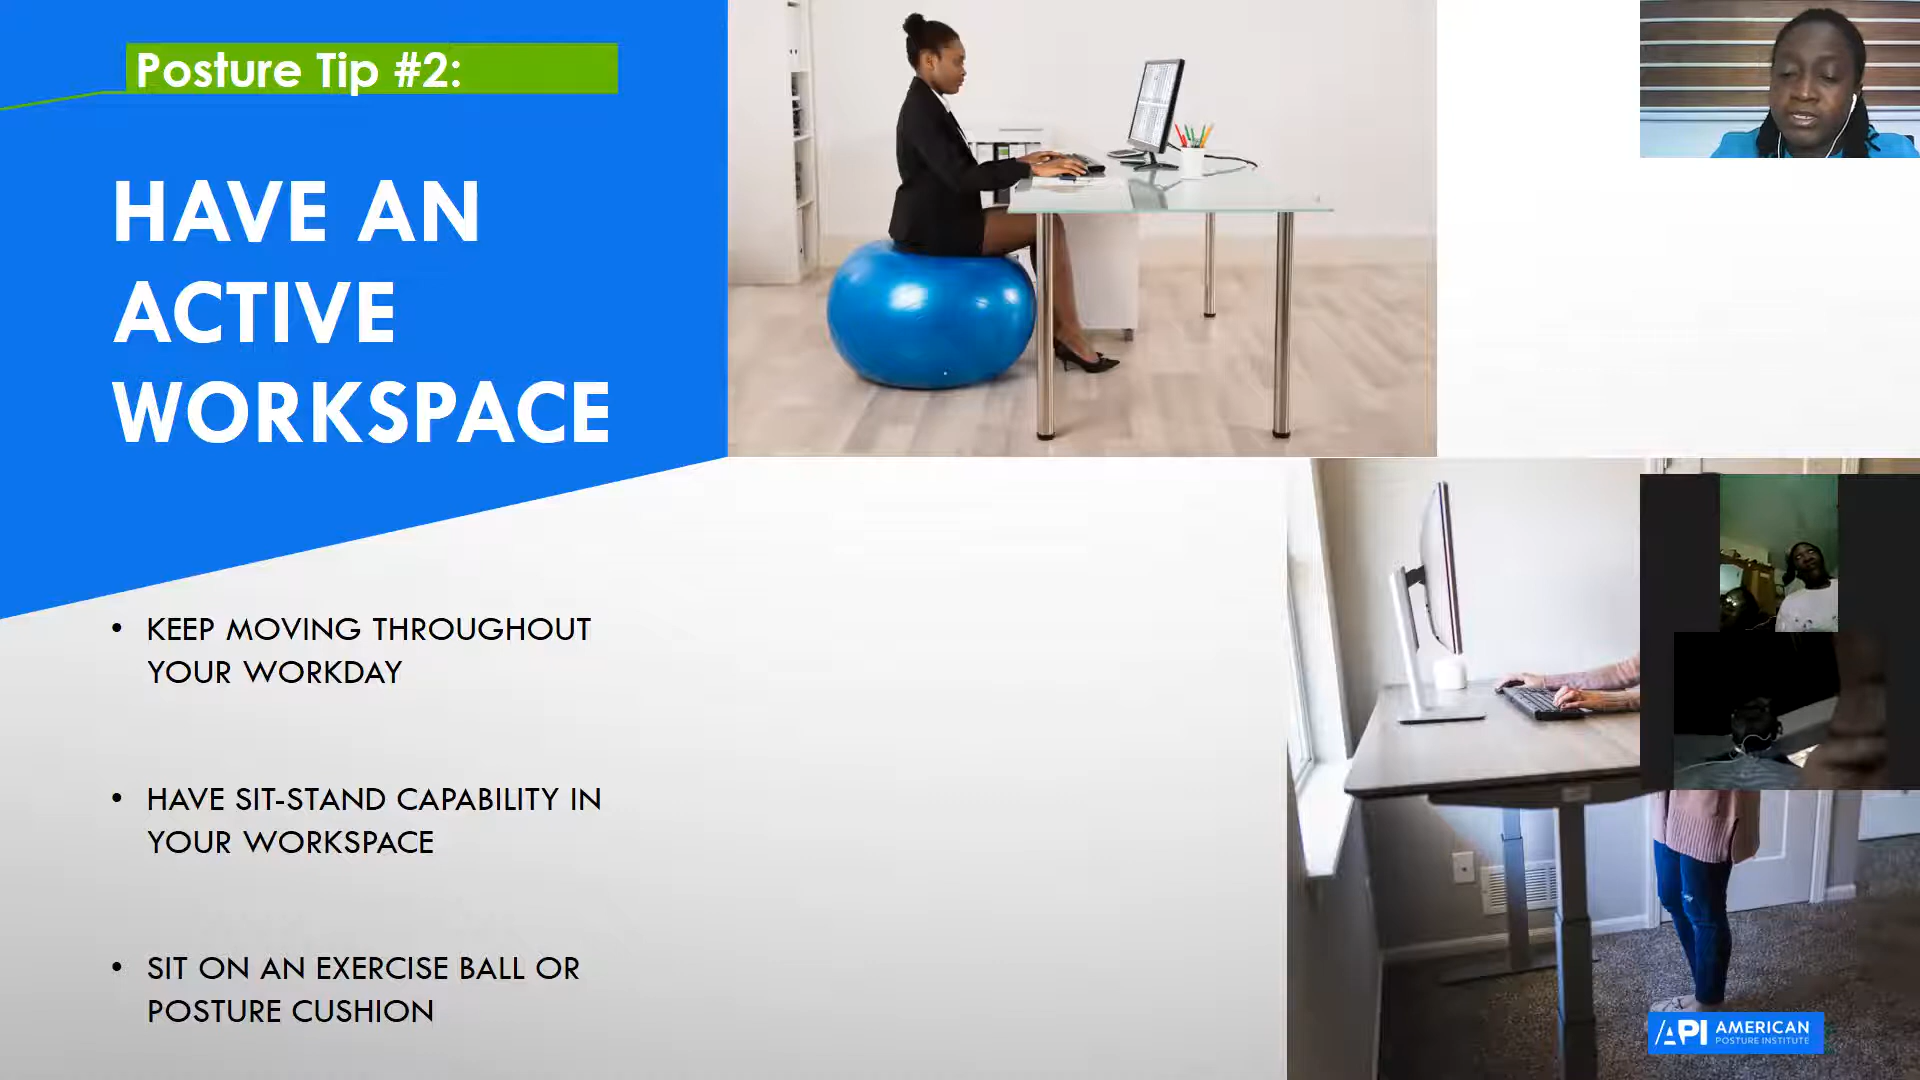 Posture Tip #2:
HAVE AN
ACTIVE
WORKSPACE
• KEEP MOVING THROUGHOUT
YOUR WORKDAY
• HAVE SIT-STAND CAPABILITY IN
YOUR WORKSPACE
• SIT ON AN EXERCISE BALL OR
POSTURE CUSHION
API AMERICAN
POSTURE INSTITUTE